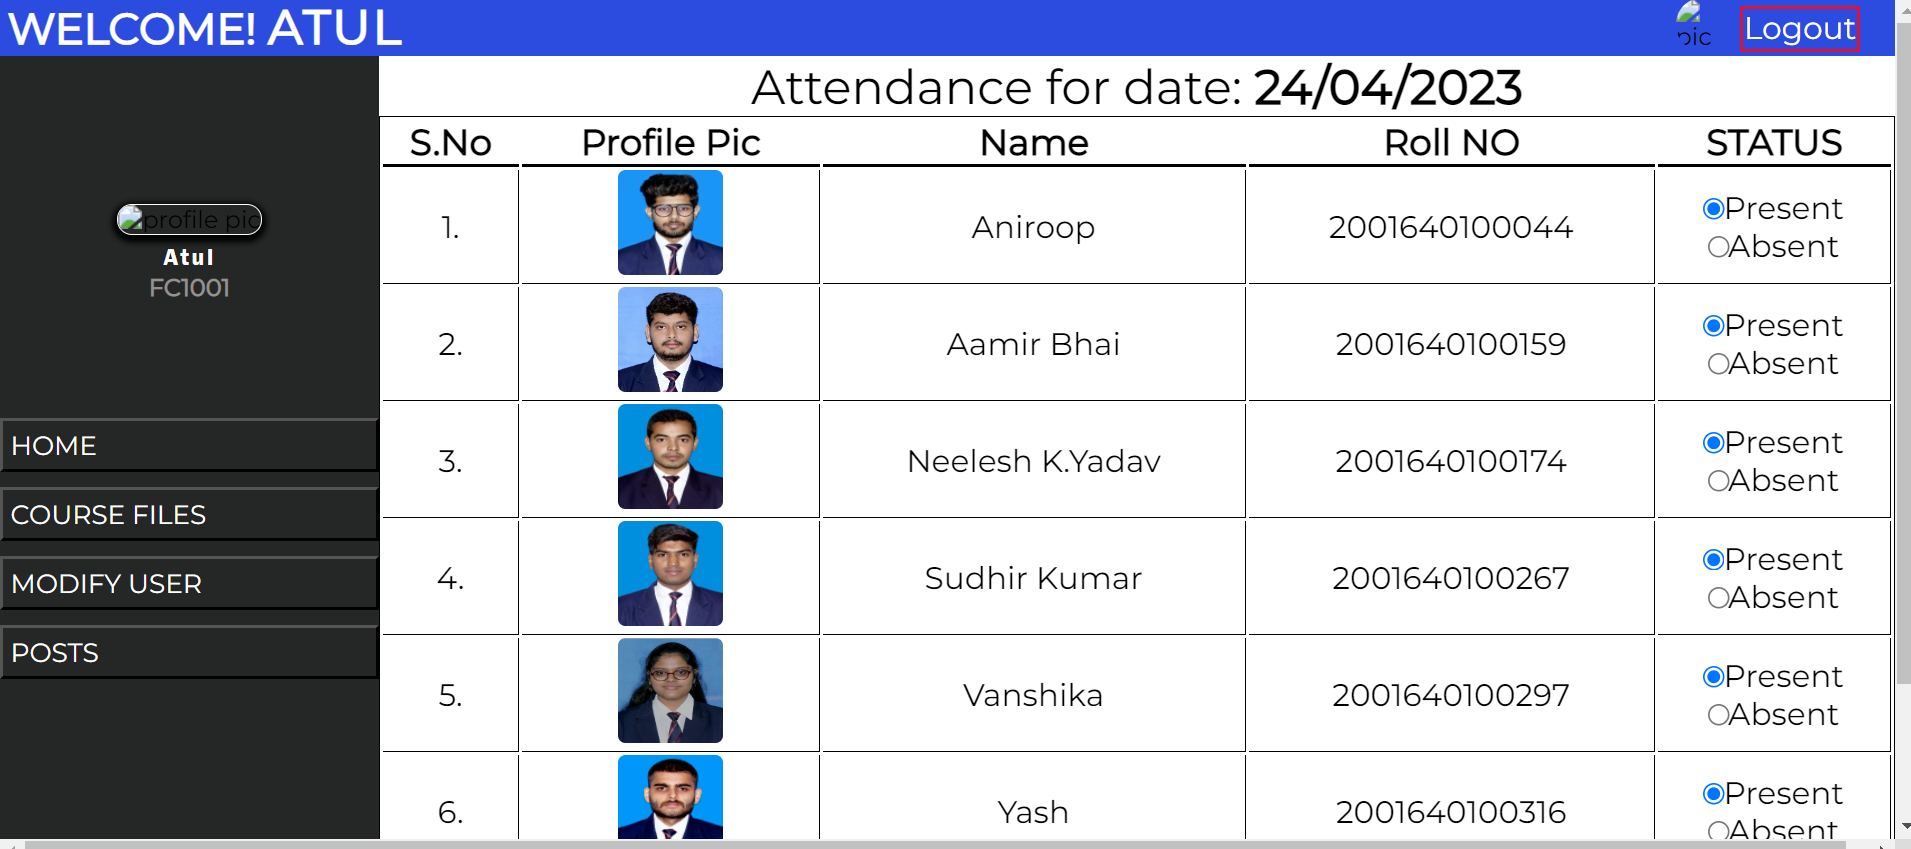 WELCOME! ATUL
pic
Logout
profile pic
Atul
FC1001
HOME
COURSE FILES
MODIFY USER
POSTS
Attendance for date: 24/04/2023
S.No Profile Pic Name Roll NO STATUS
1. Aniroop 2001640100044 Present
Absent
2. Aamir Bhai 2001640100159 Present
Absent
3. Neelesh K.Yadav 2001640100174 Present
Absent
4. Sudhir Kumar 2001640100267 Present
Absent
5. Vanshika 2001640100297 Present
Absent
6. Yash 2001640100316 Present
Absent